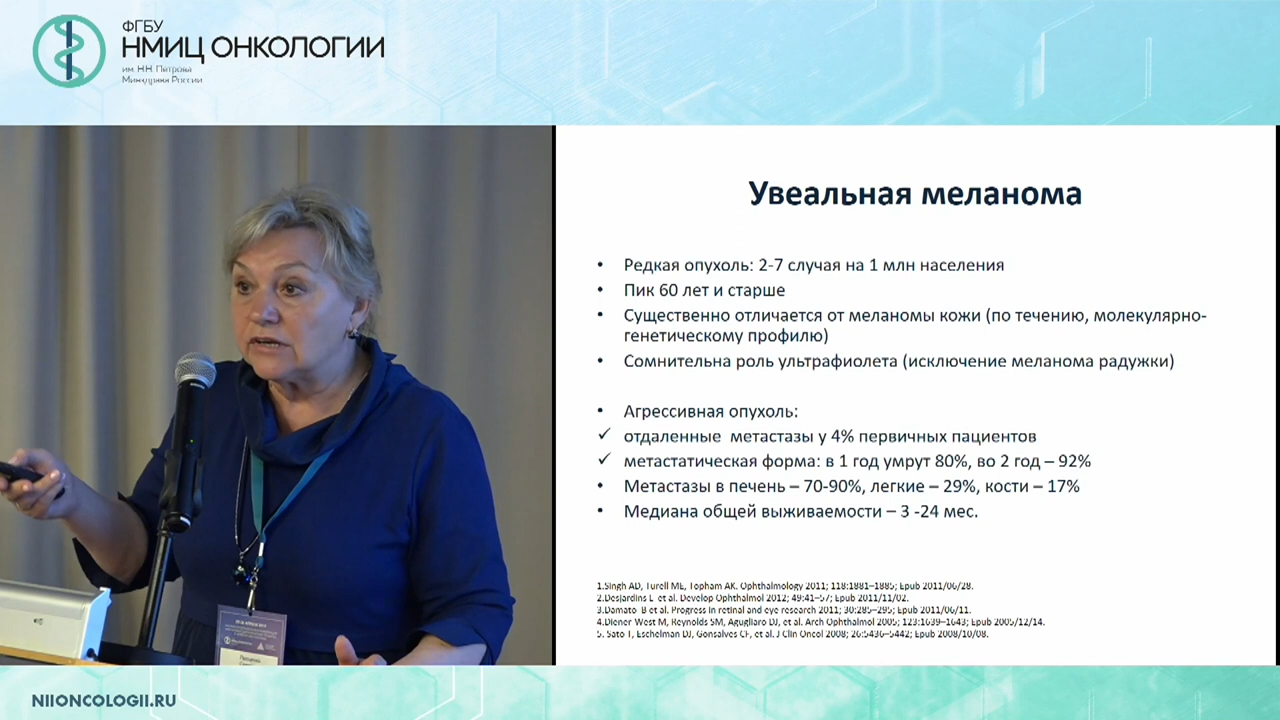 ФГБУ
НМИЦ ОНКОЛОГИИ
им. Н.Н. Петрова
Минздрава России
Увеальная меланома
• Редкая опухоль: 2-7 случая на 1 млн населения
• Пик 60 лет и старше
• Существенно отличается от меланомы кожи (по течению, молекулярно-
генетическому профилю)
• Сомнительна роль ультрафиолета (исключение меланома радужки)
• Агрессивная опухоль:
✓ отдаленные метастазы у 4% первичных пациентов
✓ метастатическая форма: в 1 год умрут 80%, во 2 год – 92%
• Метастазы в печень – 70-90%, легкие – 29%, кости – 17%
• Медиана общей выживаемости – 3 -24 мес.
1.Singh AD, Turell ME, Topham AK. Ophthalmology 2011; 118:1881–1885; Epub 2011/06/28.
2.Desjardins L et al. Develop Ophthalmol 2012; 49:41–57; Epub 2011/11/02.
3.Damato B et al. Progress in retinal and eye research 2011; 30:285–295; Epub 2011/06/11.
4.Diener-West M, Reynolds SM, Agugliaro DJ, et al. Arch Ophthalmol 2005; 123:1639–1643; Epub 2005/12/14.
5. Sato T, Eschelman DJ, Gonsalves CF, et al. J Clin Oncol 2008; 26:5436–5442; Epub 2008/10/08.
NIIONCOLOGII.RU